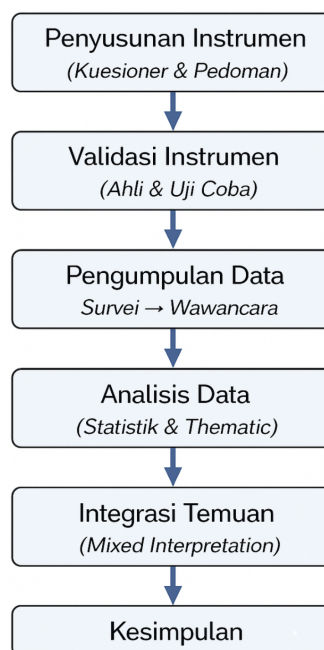 Penyusunan Instrumen
(Kuesioner & Pedoman)
Validasi Instrumen
(Ahli & Uji Coba)
Pengumpulan Data
Survei → Wawancara
Analisis Data
(Statistik & Thematic)
Integrasi Temuan
(Mixed Interpretation)
Kesimpulan